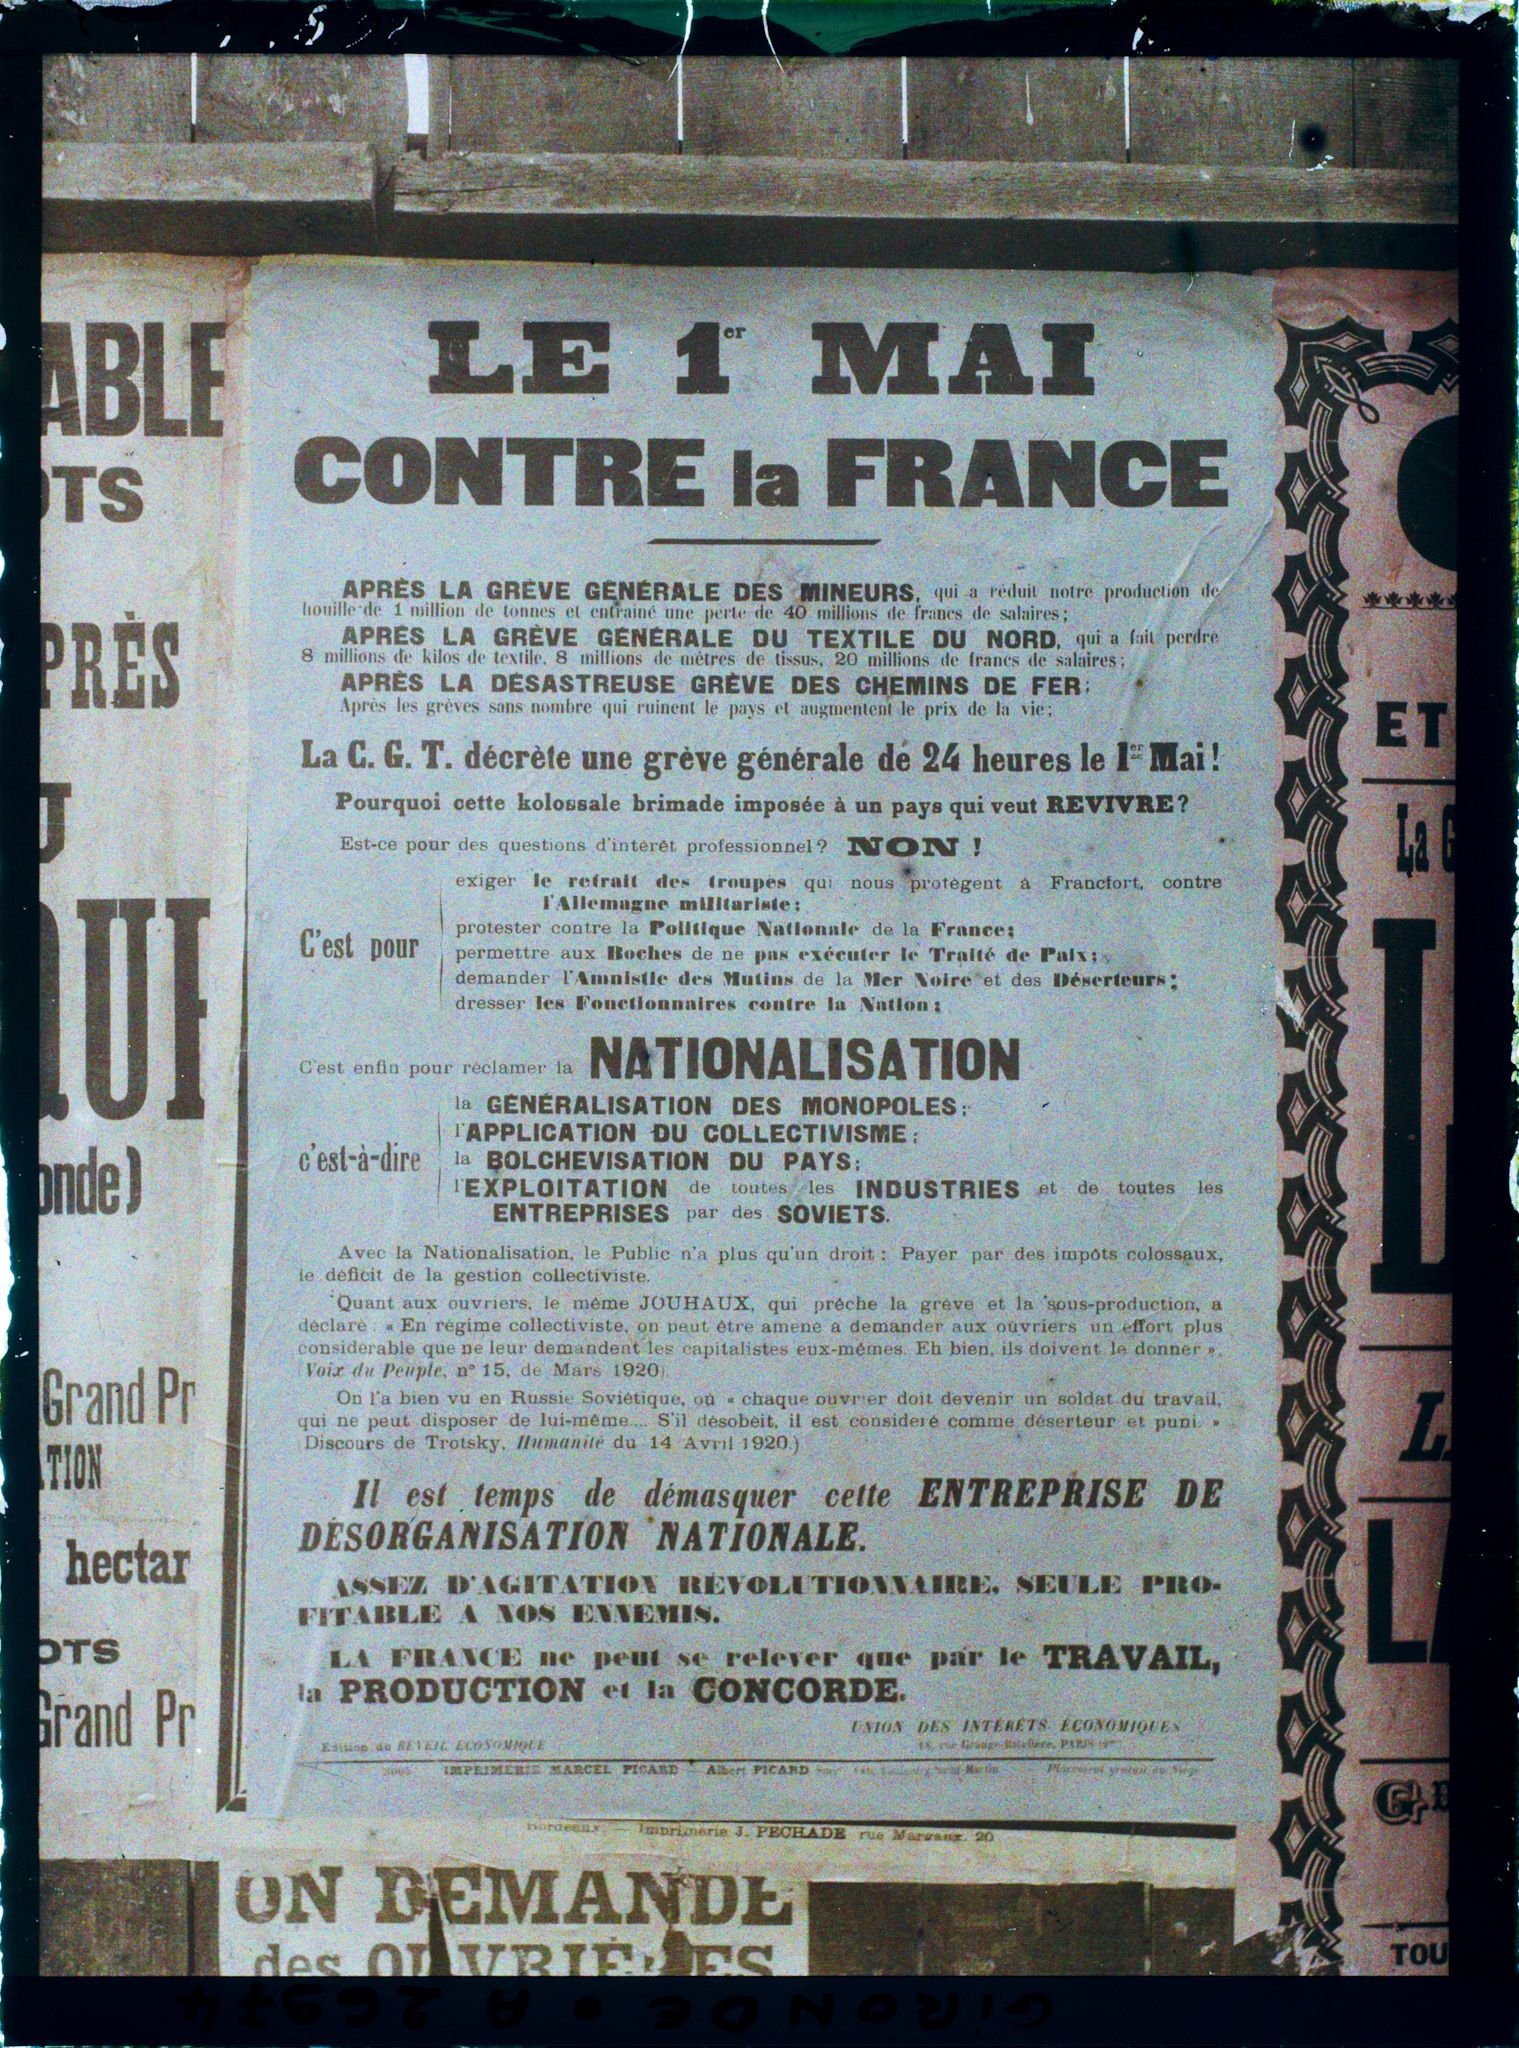 LE 1er MAI
CONTRE la FRANCE
APRÈS LA GRÈVE GÉNÉRALE DES MINEURS, qui a réduit notre production de
houille de 1 million de tonnes et entraîné une perte de 40 millions de francs de salaires;
APRÈS LA GRÈVE GÉNÉRALE DU TEXTILE DU NORD, qui a fait perdre
8 millions de kilos de textile, 8 millions de mètres de tissus, 20 millions de francs de salaires;
APRÈS LA DÉSASTREUSE GRÈVE DES CHEMINS DE FER;
Après les grèves sans nombre qui ruinent le pays et augmentent le prix de la vie;
La C. G. T. décrète une grève générale de 24 heures le 1er Mai!
Pourquoi cette kolossale brimade imposée à un pays qui veut REVIVRE?
Est-ce pour des questions d'intérêt professionnel? NON!
C'est pour
exiger le retrait des troupes qui nous protègent à Francfort, contre
l'Allemagne militariste;
protester contre la Politique Nationale de la France;
permettre aux Boches de ne pas exécuter le Traité de Paix;
demander l'Amnistie des Mutins de la Mer Noire et des Déserteurs;
dresser les Fonctionnaires contre la Nation;
C'est enfin pour réclamer la NATIONALISATION
c'est-à-dire
la GÉNÉRALISATION DES MONOPOLES;
l'APPLICATION DU COLLECTIVISME;
la BOLCHEVISATION DU PAYS;
l'EXPLOITATION de toutes les INDUSTRIES et de toutes les
ENTREPRISES par des SOVIETS.
Avec la Nationalisation, le Public n'a plus qu'un droit : Payer par des impôts colossaux,
le déficit de la gestion collectiviste.
Quant aux ouvriers, le même JOUHAUX, qui prêche la grève et la sous-production, a
déclaré : « En régime collectiviste, on peut être amené à demander aux ouvriers un effort plus
considérable que ne leur demandent les capitalistes eux-mêmes. Eh bien, ils doivent le donner ».
(Voix du Peuple, n° 15, de Mars 1920).
On l'a bien vu en Russie Soviétique, où « chaque ouvrier doit devenir un soldat du travail,
qui ne peut disposer de lui-même.... S'il désobéit, il est considéré comme déserteur et puni. »
(Discours de Trotsky, Humanité du 14 Avril 1920.)
Il est temps de démasquer cette ENTREPRISE DE
DÉSORGANISATION NATIONALE.
ASSEZ D'AGITATION RÉVOLUTIONNAIRE, SEULE PRO-
FITABLE A NOS ENNEMIS.
LA FRANCE ne peut se relever que par le TRAVAIL,
la PRODUCTION et la CONCORDE.
UNION DES INTÉRÊTS ÉCONOMIQUES
Edition du RÉVEIL ÉCONOMIQUE
IMPRIMERIE MARCEL PICARD — Albert PICARD
Bordeaux. — Imprimerie J. PECHADE rue Margaux, 20
ON DEMANDE
des OUVRIÈRES
ABLE
OTS
PRÈS
U
QUE
onde)
Grand Pr
ATION
hectar
OTS
Grand Pr
ET
La
LA
TOU
GIRONDE • A 26974